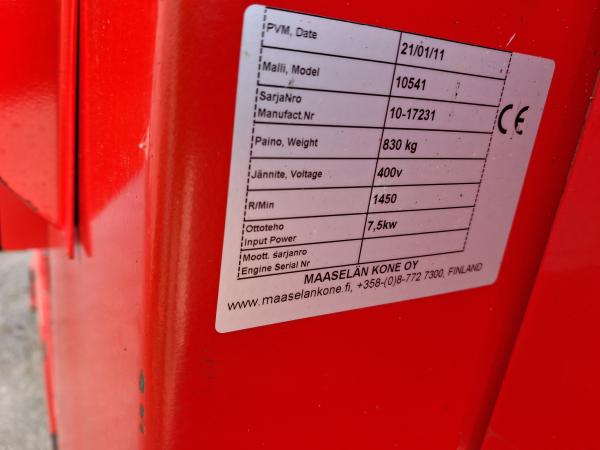 PVM, Date 21/01/11
Malli, Model 10541
SarjaNro
Manufact.Nr 10-17231
Paino, Weight 830 kg
Jännite, Voltage 400v
R/Min 1450
Ottoteho
Input Power 7,5kw
Moott. sarjanro
Engine Serial Nr
CE
MAASELÄN KONE OY
www.maaselankone.fi, +358-(0)8-772 7300, FINLAND